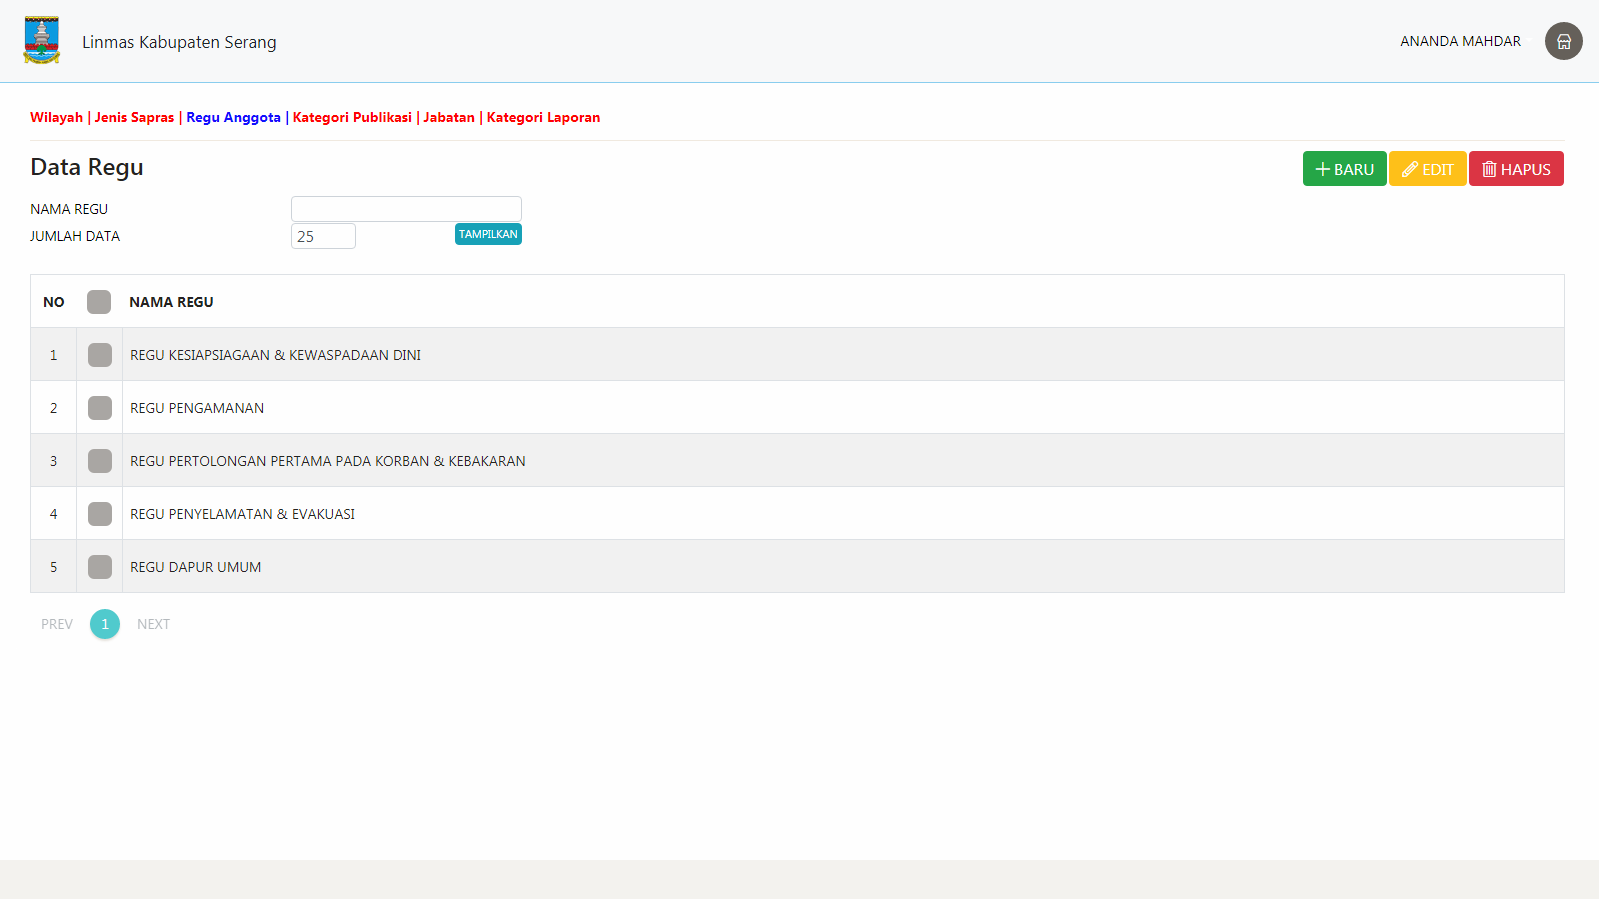 Linmas Kabupaten Serang
ANANDA MAHDAR
Wilayah | Jenis Sapras | Regu Anggota | Kategori Publikasi | Jabatan | Kategori Laporan
Data Regu
BARU
EDIT
HAPUS
NAMA REGU
JUMLAH DATA
25
TAMPILKAN
NO NAMA REGU
1 REGU KESIAPSIAGAAN & KEWASPADAAN DINI
2 REGU PENGAMANAN
3 REGU PERTOLONGAN PERTAMA PADA KORBAN & KEBAKARAN
4 REGU PENYELAMATAN & EVAKUASI
5 REGU DAPUR UMUM
PREV 1 NEXT